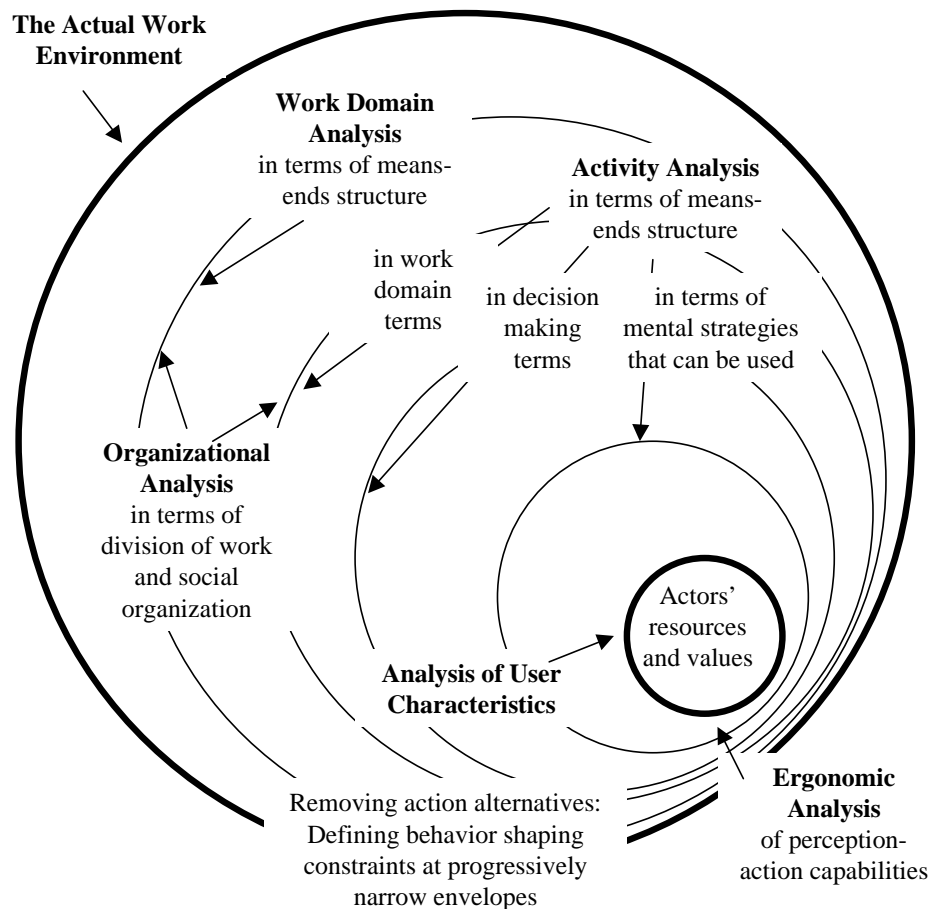 The Actual Work
Environment
Work Domain
Analysis
in terms of means-
ends structure
Activity Analysis
in terms of means-
ends structure
in work
domain
terms
in decision
making
terms
in terms of
mental strategies
that can be used
Organizational
Analysis
in terms of
division of work
and social
organization
Actors’
resources
and values
Analysis of User
Characteristics
Ergonomic
Analysis
of perception-
action capabilities
Removing action alternatives:
Defining behavior shaping
constraints at progressively
narrow envelopes